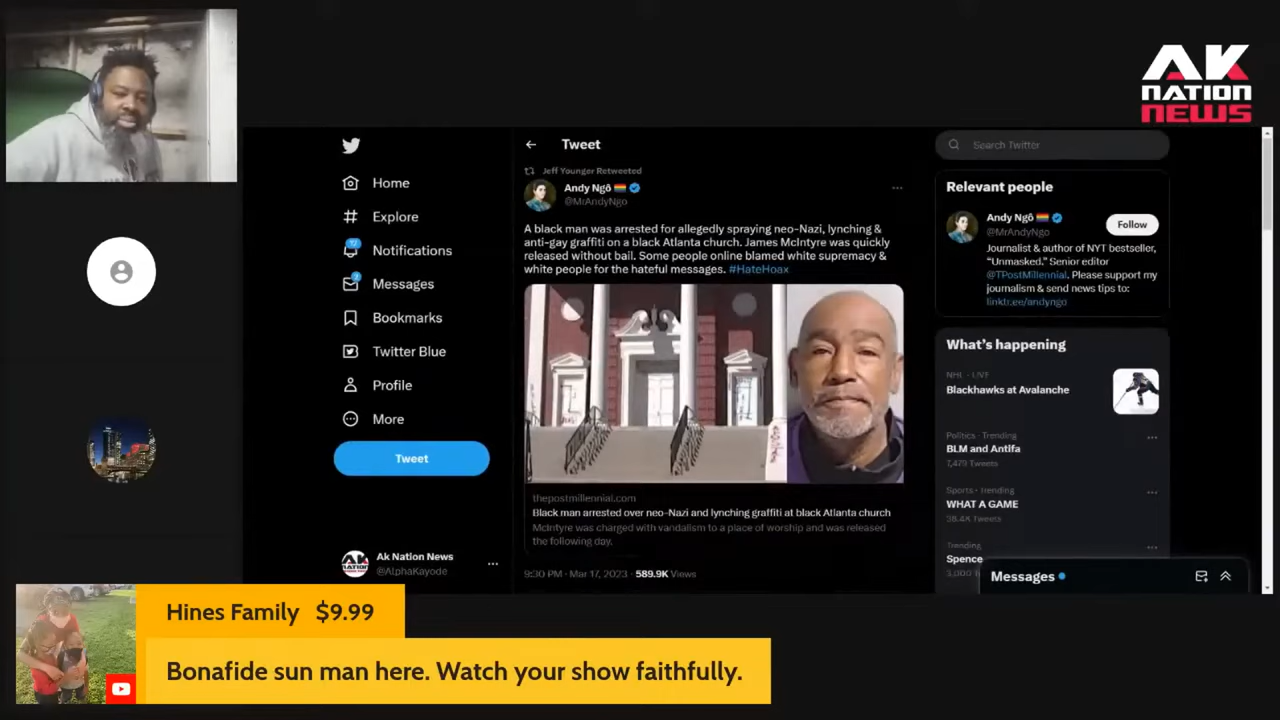 AK
NATION
NEWS
Home
Explore
Notifications
Messages
Bookmarks
Twitter Blue
Profile
More
Tweet
Ak Nation News
@AlphaKayode
Tweet
Jeff Younger Retweeted
Andy Ngô
@MrAndyNgo
A black man was arrested for allegedly spraying neo-Nazi, lynching &
anti-gay graffiti on a black Atlanta church. James McIntyre was quickly
released without bail. Some people online blamed white supremacy &
white people for the hateful messages. #HateHoax
thepostmillennial.com
Black man arrested over neo-Nazi and lynching graffiti at black Atlanta church
McIntyre was charged with vandalism to a place of worship and was released
the following day.
9:30 PM · Mar 17, 2023 · 589.9K Views
Search Twitter
Relevant people
Andy Ngô
@MrAndyNgo
Follow
Journalist & author of NYT bestseller,
“Unmasked.” Senior editor
@TPostMillennial. Please support my
journalism & send news tips to:
linktr.ee/andyngo
What’s happening
NHL · LIVE
Blackhawks at Avalanche
Politics · Trending
BLM and Antifa
7,479 Tweets
Sports · Trending
WHAT A GAME
38.4K Tweets
Trending
Spence
Messages
Hines Family $9.99
Bonafide sun man here. Watch your show faithfully.